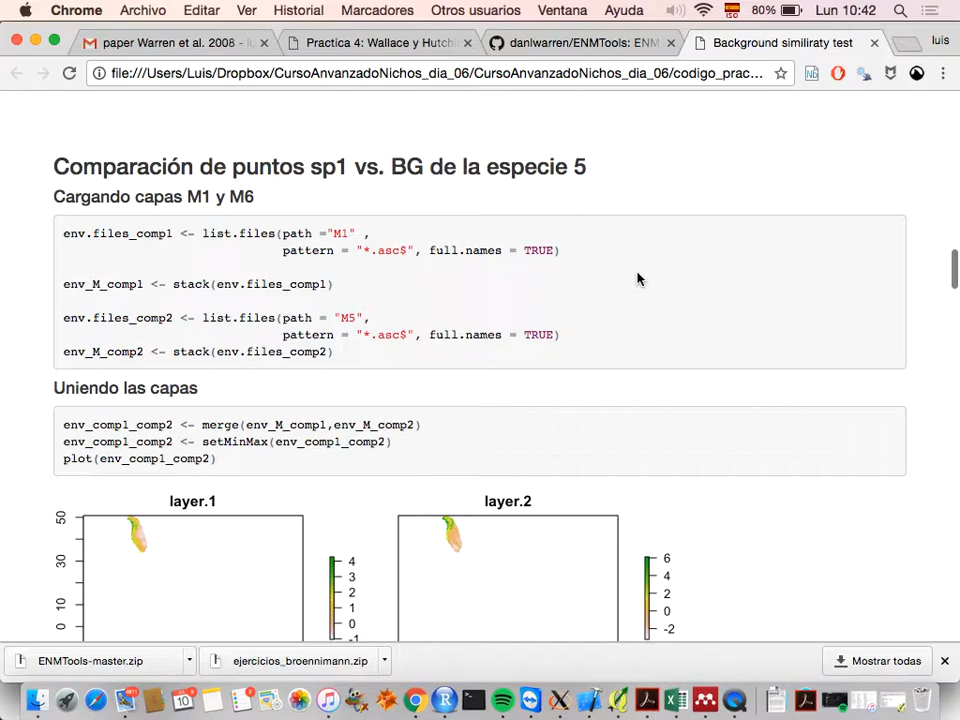 Chrome Archivo Editar Ver Historial Marcadores Otros usuarios Ventana Ayuda 80% Lun 10:42
paper Warren et al. 2008 - Practica 4: Wallace y Hutchi danlwarren/ENMTools: ENM Background similiraty test luis
file:///Users/Luis/Dropbox/CursoAnvanzadoNichos_dia_06/CursoAnvanzadoNichos_dia_06/codigo_prac...
Comparación de puntos sp1 vs. BG de la especie 5
Cargando capas M1 y M6
env.files_comp1 <- list.files(path ="M1" ,
pattern = "*.asc$", full.names = TRUE)
env_M_comp1 <- stack(env.files_comp1)
env.files_comp2 <- list.files(path = "M5",
pattern = "*.asc$", full.names = TRUE)
env_M_comp2 <- stack(env.files_comp2)
Uniendo las capas
env_comp1_comp2 <- merge(env_M_comp1,env_M_comp2)
env_comp1_comp2 <- setMinMax(env_comp1_comp2)
plot(env_comp1_comp2)
layer.1 layer.2
50
30
10
0
4
3
2
1
0
-1
6
4
2
0
-2
ENMTools-master.zip ejercicios_broennimann.zip Mostrar todas